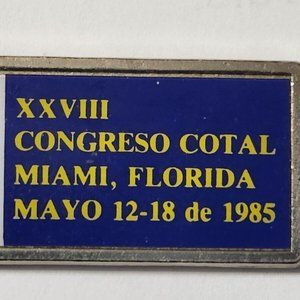 XXVIII
CONGRESO COTAL
MIAMI, FLORIDA
MAYO 12-18 de 1985